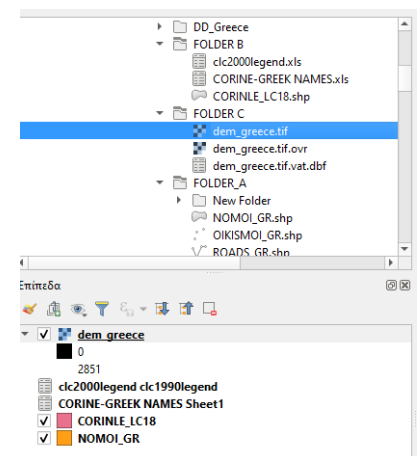 DD_Greece
FOLDER B
clc2000legend.xls
CORINE-GREEK NAMES.xls
CORINLE_LC18.shp
FOLDER C
dem_greece.tif
dem_greece.tif.ovr
dem_greece.tif.vat.dbf
FOLDER_A
New Folder
NOMOI_GR.shp
OIKISMOI_GR.shp
ROADS_GR.shp
Επίπεδα
dem_greece
0
2851
clc2000legend clc1990legend
CORINE-GREEK NAMES Sheet1
CORINLE_LC18
NOMOI_GR